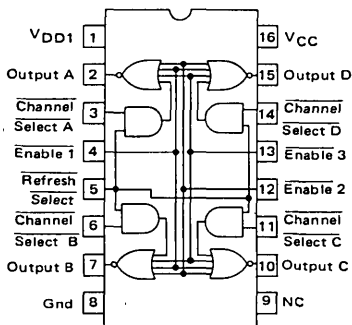 VDD1 1
16 VCC
Output A 2
15 Output D
Channel
Select A
3
14
Channel
Select D
Enable 1 4
13 Enable 3
Refresh
Select
5
12 Enable 2
Channel
Select B
6
11
Channel
Select C
Output B 7
10 Output C
Gnd 8
9 NC